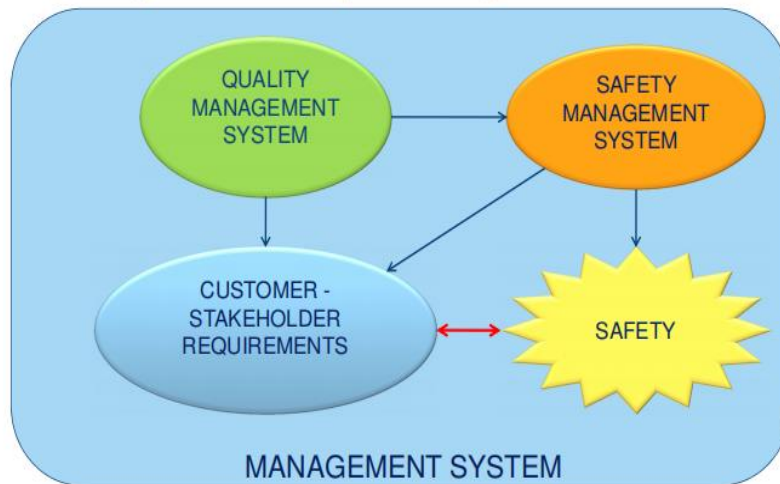 QUALITY
MANAGEMENT
SYSTEM
SAFETY
MANAGEMENT
SYSTEM
CUSTOMER -
STAKEHOLDER
REQUIREMENTS
SAFETY
MANAGEMENT SYSTEM